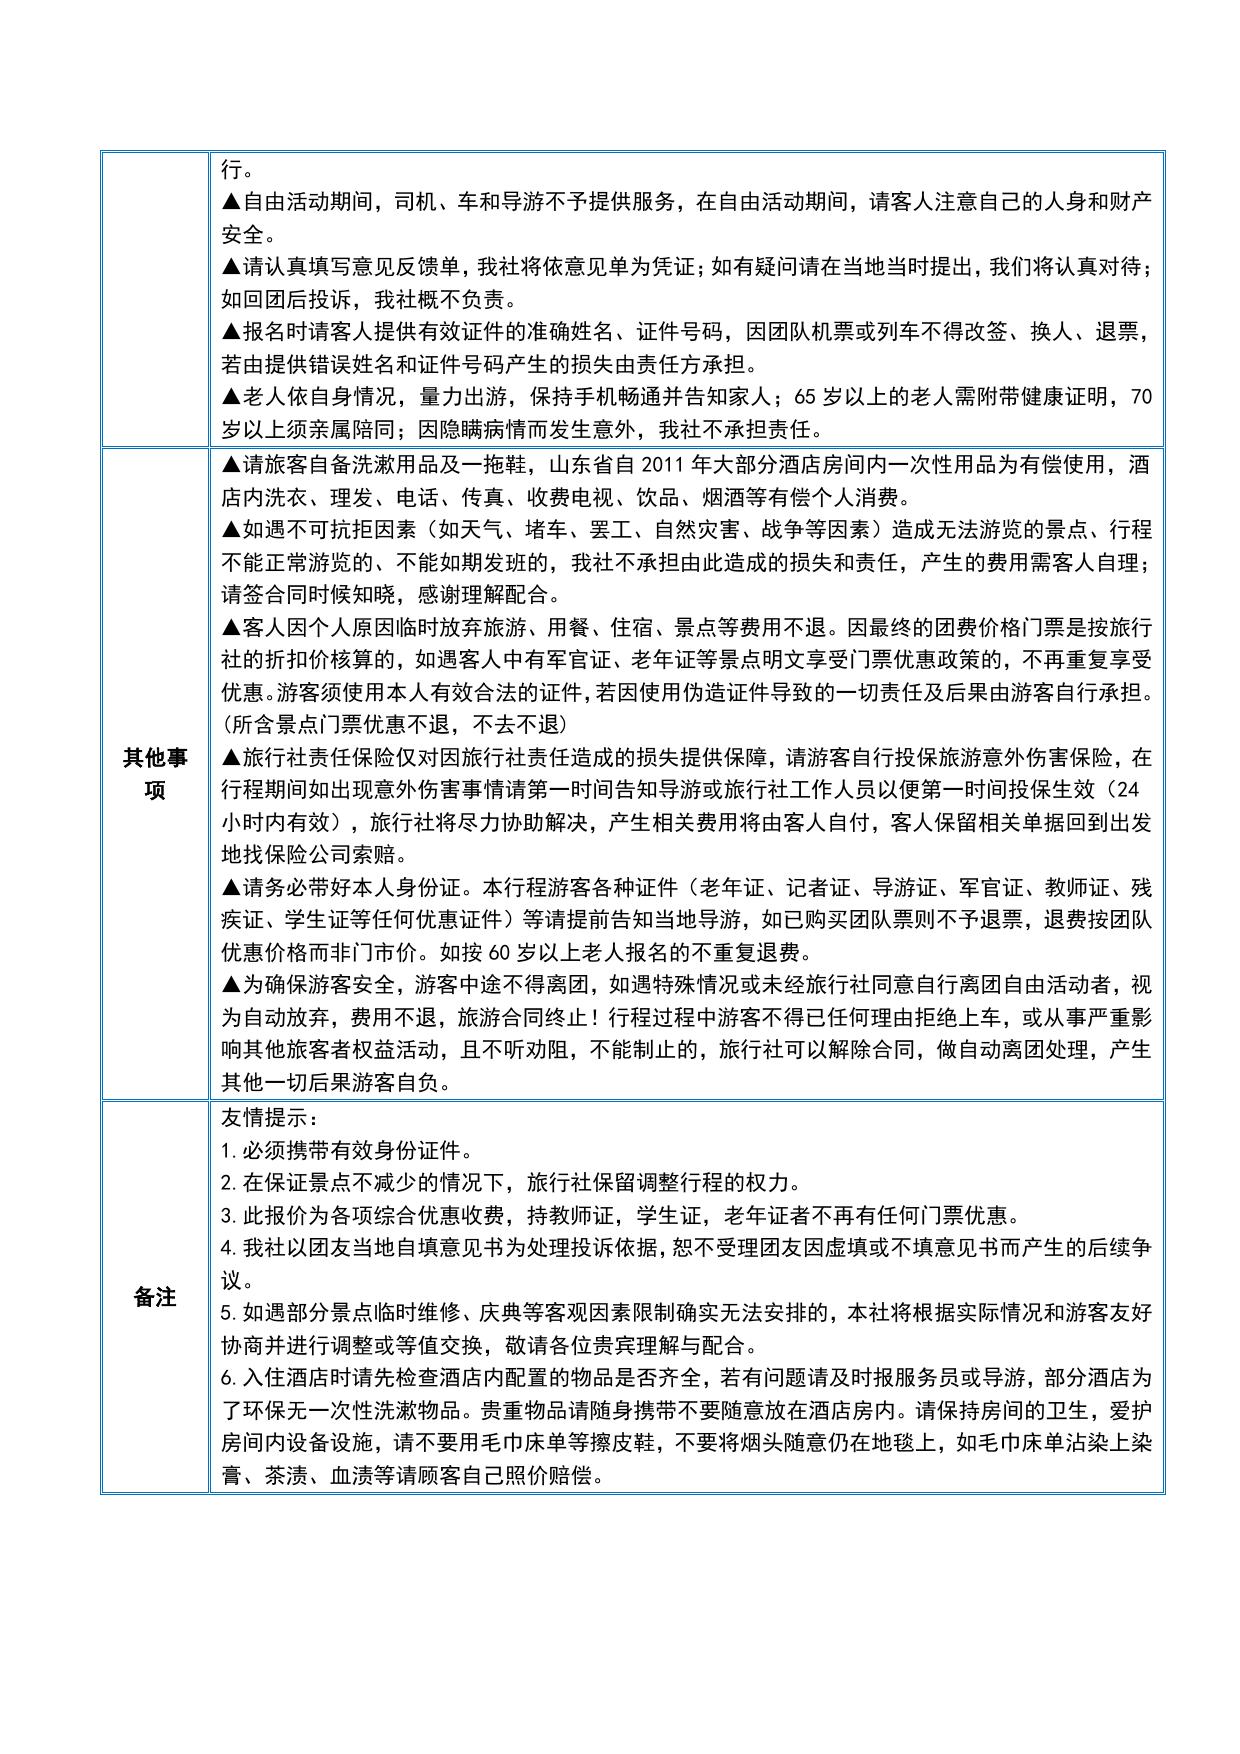 行。
▲自由活动期间，司机、车和导游不予提供服务，在自由活动期间，请客人注意自己的人身和财产
安全。
▲请认真填写意见反馈单，我社将依意见单为凭证；如有疑问请在当地当时提出，我们将认真对待；
如回团后投诉，我社概不负责。
▲报名时请客人提供有效证件的准确姓名、证件号码，因团队机票或列车不得改签、换人、退票，
若由提供错误姓名和证件号码产生的损失由责任方承担。
▲老人依自身情况，量力出游，保持手机畅通并告知家人；65 岁以上的老人需附带健康证明，70
岁以上须亲属陪同；因隐瞒病情而发生意外，我社不承担责任。
其他事
项
▲请旅客自备洗漱用品及一拖鞋，山东省自 2011 年大部分酒店房间内一次性用品为有偿使用，酒
店内洗衣、理发、电话、传真、收费电视、饮品、烟酒等有偿个人消费。
▲如遇不可抗拒因素（如天气、堵车、罢工、自然灾害、战争等因素）造成无法游览的景点、行程
不能正常游览的、不能如期发班的，我社不承担由此造成的损失和责任，产生的费用需客人自理；
请签合同时候知晓，感谢理解配合。
▲客人因个人原因临时放弃旅游、用餐、住宿、景点等费用不退。因最终的团费价格门票是按旅行
社的折扣价核算的，如遇客人中有军官证、老年证等景点明文享受门票优惠政策的，不再重复享受
优惠。游客须使用本人有效合法的证件，若因使用伪造证件导致的一切责任及后果由游客自行承担。
(所含景点门票优惠不退，不去不退)
▲旅行社责任保险仅对因旅行社责任造成的损失提供保障，请游客自行投保旅游意外伤害保险，在
行程期间如出现意外伤害事情请第一时间告知导游或旅行社工作人员以便第一时间投保生效（24
小时内有效），旅行社将尽力协助解决，产生相关费用将由客人自付，客人保留相关单据回到出发
地找保险公司索赔。
▲请务必带好本人身份证。本行程游客各种证件（老年证、记者证、导游证、军官证、教师证、残
疾证、学生证等任何优惠证件）等请提前告知当地导游，如已购买团队票则不予退票，退费按团队
优惠价格而非门市价。如按 60 岁以上老人报名的不重复退费。
▲为确保游客安全，游客中途不得离团，如遇特殊情况或未经旅行社同意自行离团自由活动者，视
为自动放弃，费用不退，旅游合同终止！行程过程中游客不得已任何理由拒绝上车，或从事严重影
响其他旅客者权益活动，且不听劝阻，不能制止的，旅行社可以解除合同，做自动离团处理，产生
其他一切后果游客自负。
备注
友情提示：
1.必须携带有效身份证件。
2.在保证景点不减少的情况下，旅行社保留调整行程的权力。
3.此报价为各项综合优惠收费，持教师证，学生证，老年证者不再有任何门票优惠。
4.我社以团友当地自填意见书为处理投诉依据，恕不受理团友因虚填或不填意见书而产生的后续争
议。
5.如遇部分景点临时维修、庆典等客观因素限制确实无法安排的，本社将根据实际情况和游客友好
协商并进行调整或等值交换，敬请各位贵宾理解与配合。
6.入住酒店时请先检查酒店内配置的物品是否齐全，若有问题请及时报服务员或导游，部分酒店为
了环保无一次性洗漱物品。贵重物品请随身携带不要随意放在酒店房内。请保持房间的卫生，爱护
房间内设备设施，请不要用毛巾床单等擦皮鞋，不要将烟头随意仍在地毯上，如毛巾床单沾染上染
膏、茶渍、血渍等请顾客自己照价赔偿。